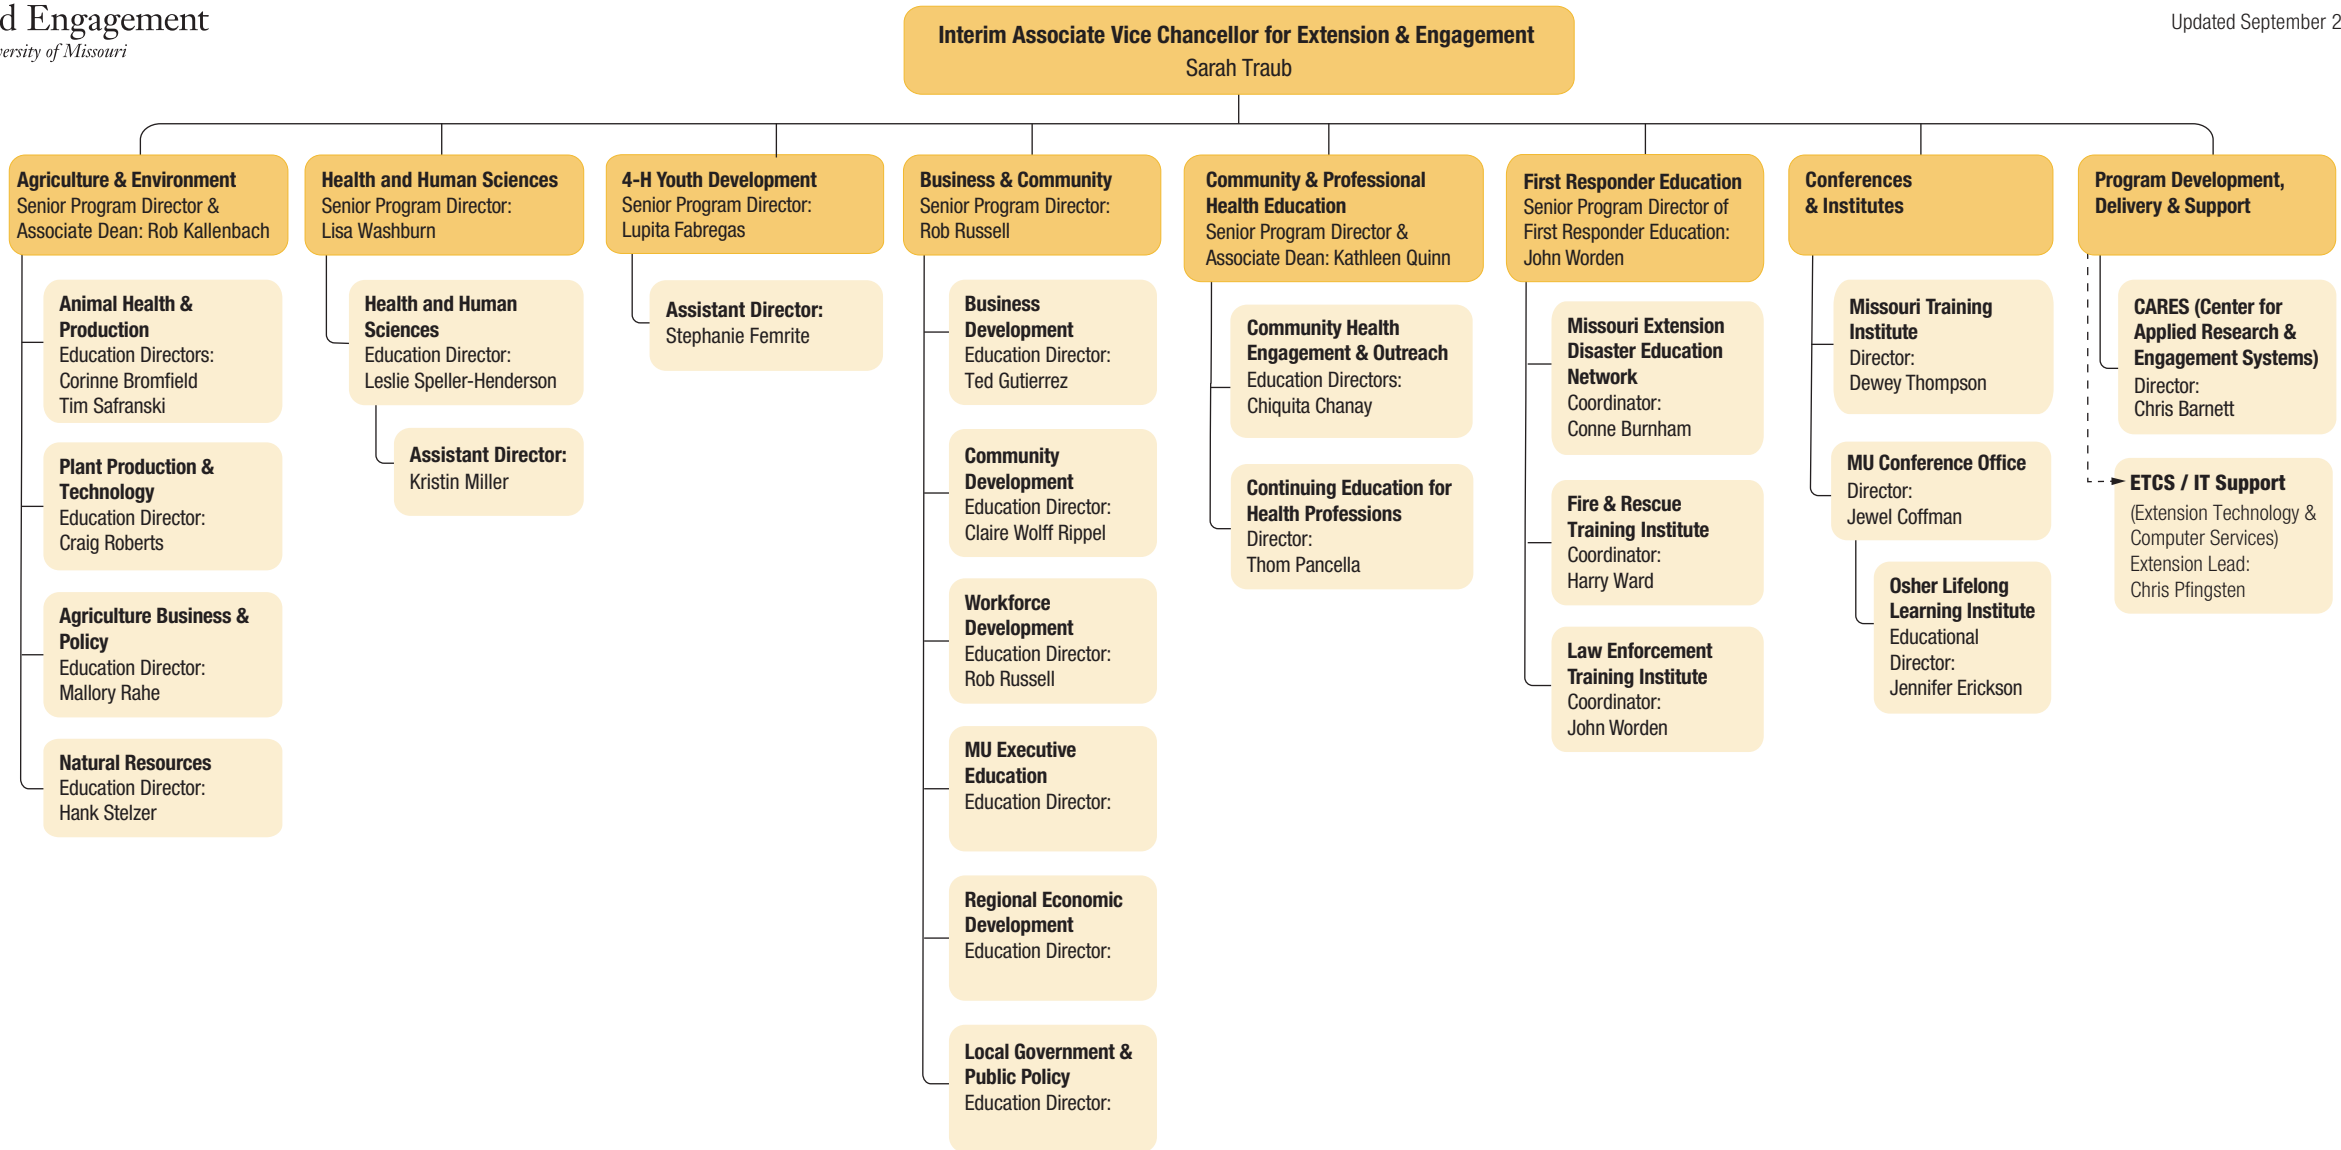 d Engagement
versity of Missouri
Updated September 2
Interim Associate Vice Chancellor for Extension & Engagement
Sarah Traub
Agriculture & Environment
Senior Program Director &
Associate Dean: Rob Kallenbach
Animal Health &
Production
Education Directors:
Corinne Bromfield
Tim Safranski
Plant Production &
Technology
Education Director:
Craig Roberts
Agriculture Business &
Policy
Education Director:
Mallory Rahe
Natural Resources
Education Director:
Hank Stelzer
Health and Human Sciences
Senior Program Director:
Lisa Washburn
Health and Human
Sciences
Education Director:
Leslie Speller-Henderson
Assistant Director:
Kristin Miller
4-H Youth Development
Senior Program Director:
Lupita Fabregas
Assistant Director:
Stephanie Femrite
Business & Community
Senior Program Director:
Rob Russell
Business
Development
Education Director:
Ted Gutierrez
Community
Development
Education Director:
Claire Wolff Rippel
Workforce
Development
Education Director:
Rob Russell
MU Executive
Education
Education Director:
Regional Economic
Development
Education Director:
Local Government &
Public Policy
Education Director:
Community & Professional
Health Education
Senior Program Director &
Associate Dean: Kathleen Quinn
Community Health
Engagement & Outreach
Education Directors:
Chiquita Chanay
Continuing Education for
Health Professions
Director:
Thom Pancella
First Responder Education
Senior Program Director of
First Responder Education:
John Worden
Missouri Extension
Disaster Education
Network
Coordinator:
Conne Burnham
Fire & Rescue
Training Institute
Coordinator:
Harry Ward
Law Enforcement
Training Institute
Coordinator:
John Worden
Conferences
& Institutes
Missouri Training
Institute
Director:
Dewey Thompson
MU Conference Office
Director:
Jewel Coffman
Osher Lifelong
Learning Institute
Educational
Director:
Jennifer Erickson
Program Development,
Delivery & Support
CARES (Center for
Applied Research &
Engagement Systems)
Director:
Chris Barnett
ETCS / IT Support
(Extension Technology &
Computer Services)
Extension Lead:
Chris Pfingsten